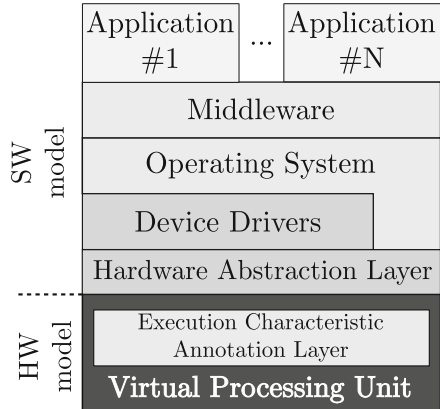 Application
#1
...
Application
#N
Middleware
Operating System
Device Drivers
Hardware Abstraction Layer
Execution Characteristic
Annotation Layer
Virtual Processing Unit
SW
model
HW
model